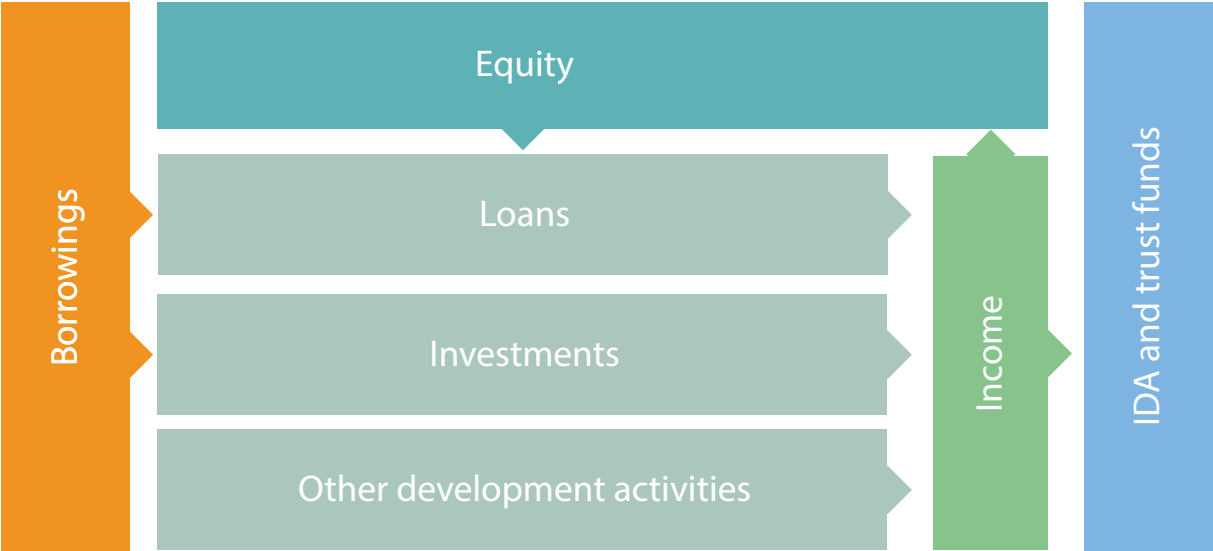 Borrowings
Equity
Loans
Investments
Other development activities
Income
IDA and trust funds